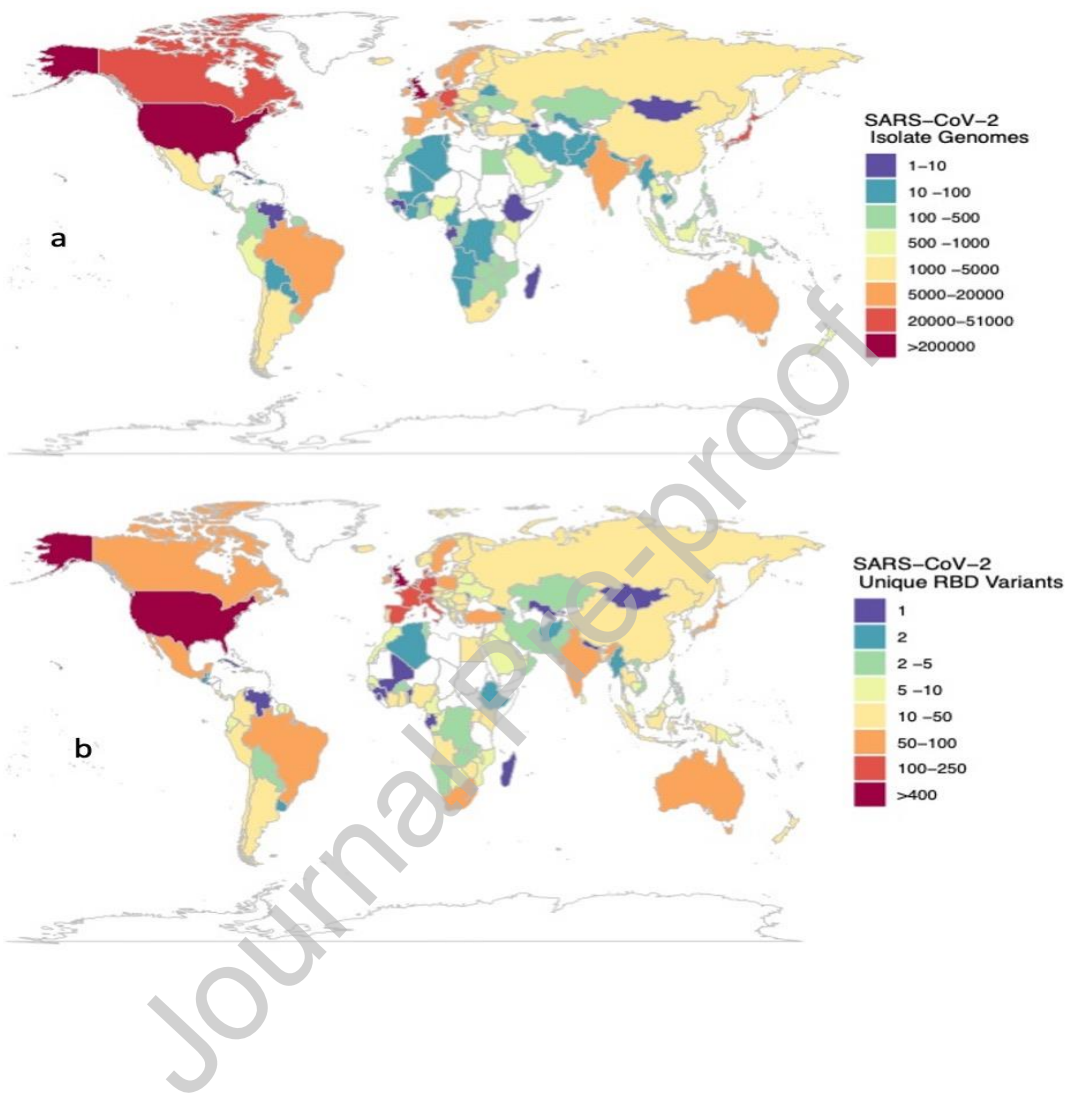 SARS−CoV−2
Isolate Genomes
1−10
10 −100
100 −500
500 −1000
1000 −5000
5000−20000
20000−51000
>200000
a
SARS−CoV−2
Unique RBD Variants
1
2
2 −5
5 −10
10 −50
50−100
100−250
>400
b
Journal Pre-proof